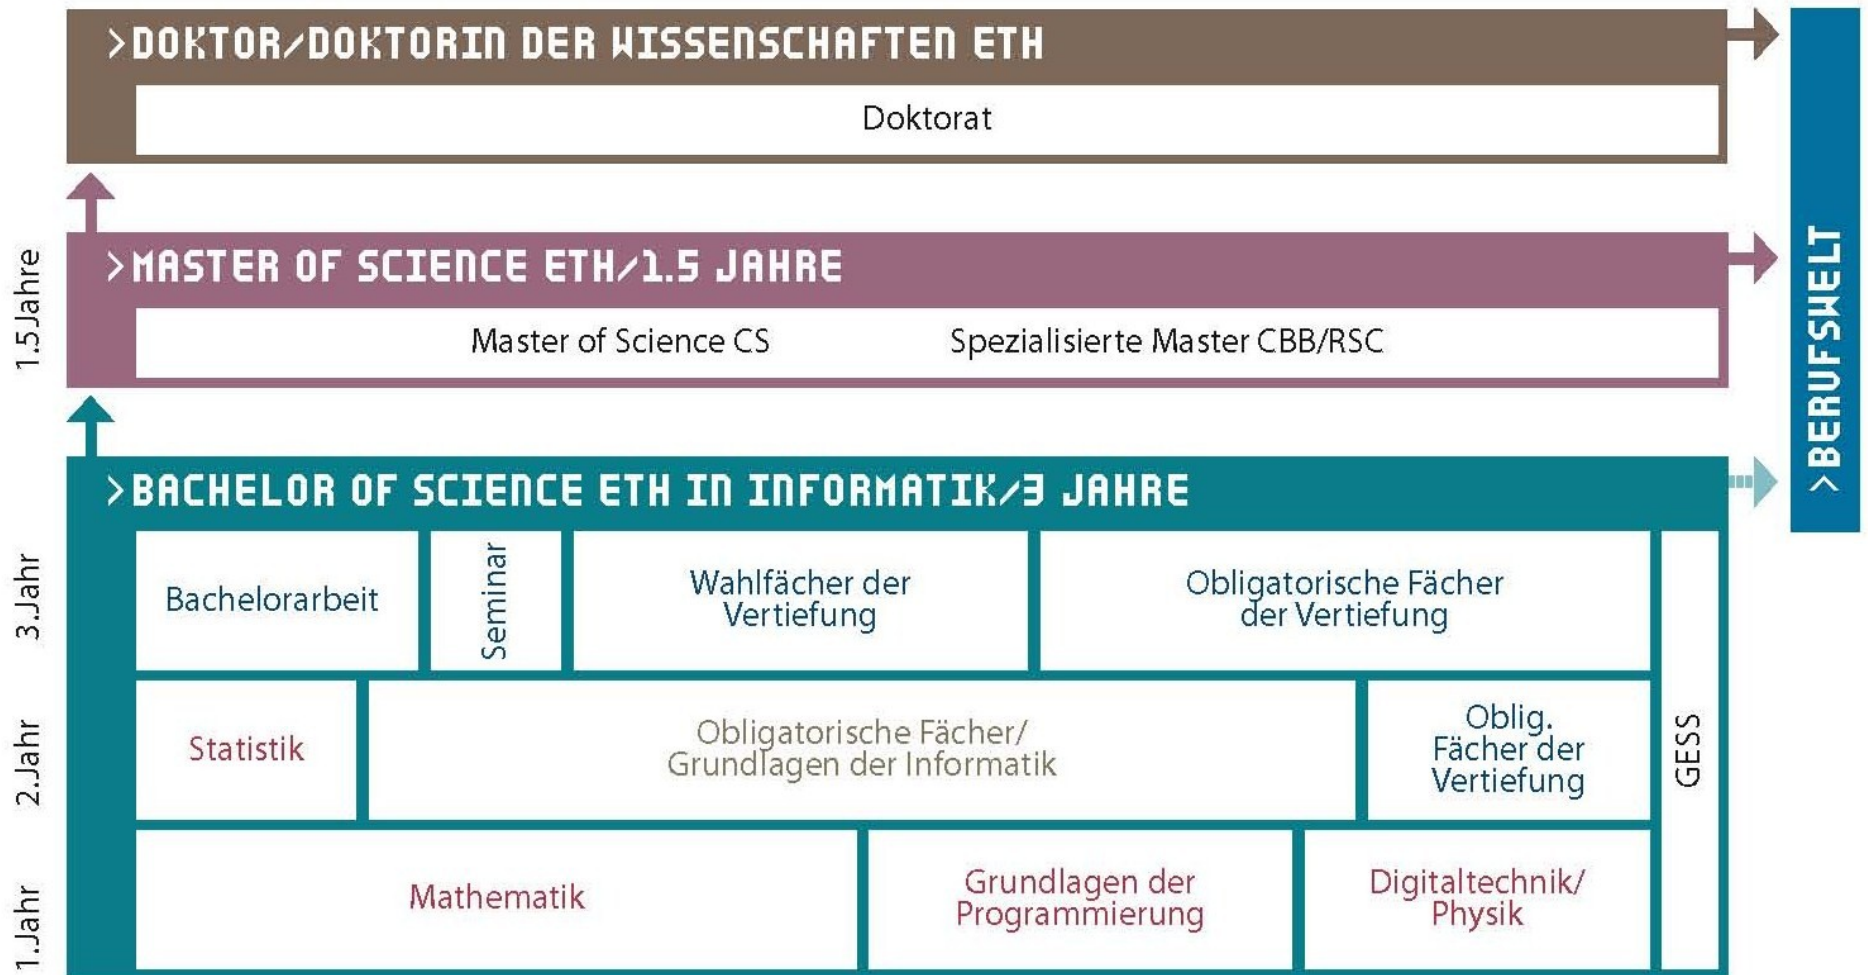 >DOKTOR/DOKTORIN DER WISSENSCHAFTEN ETH
Doktorat
1.5 Jahre
>MASTER OF SCIENCE ETH/1.5 JAHRE
Master of Science CS
Spezialisierte Master CBB/RSC
>BERUFSWELT
>BACHELOR OF SCIENCE ETH IN INFORMATIK/3 JAHRE
3.Jahr
Bachelorarbeit
Seminar
Wahlfächer der
Vertiefung
Obligatorische Fächer
der Vertiefung
2.Jahr
Statistik
Obligatorische Fächer/
Grundlagen der Informatik
Oblig.
Fächer der
Vertiefung
GESS
1.Jahr
Mathematik
Grundlagen der
Programmierung
Digitaltechnik/
Physik